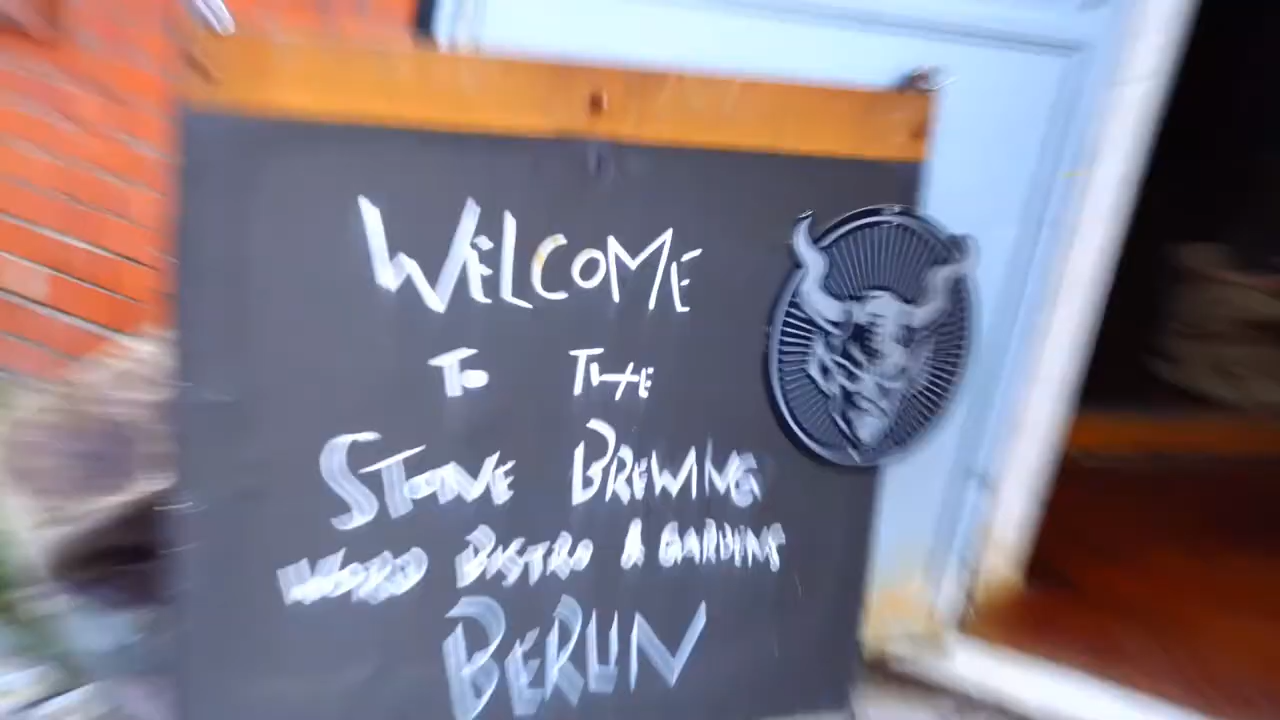 WELCOME
TO THE
STONE BREWING
WORLD BISTRO & GARDENS
BERLIN